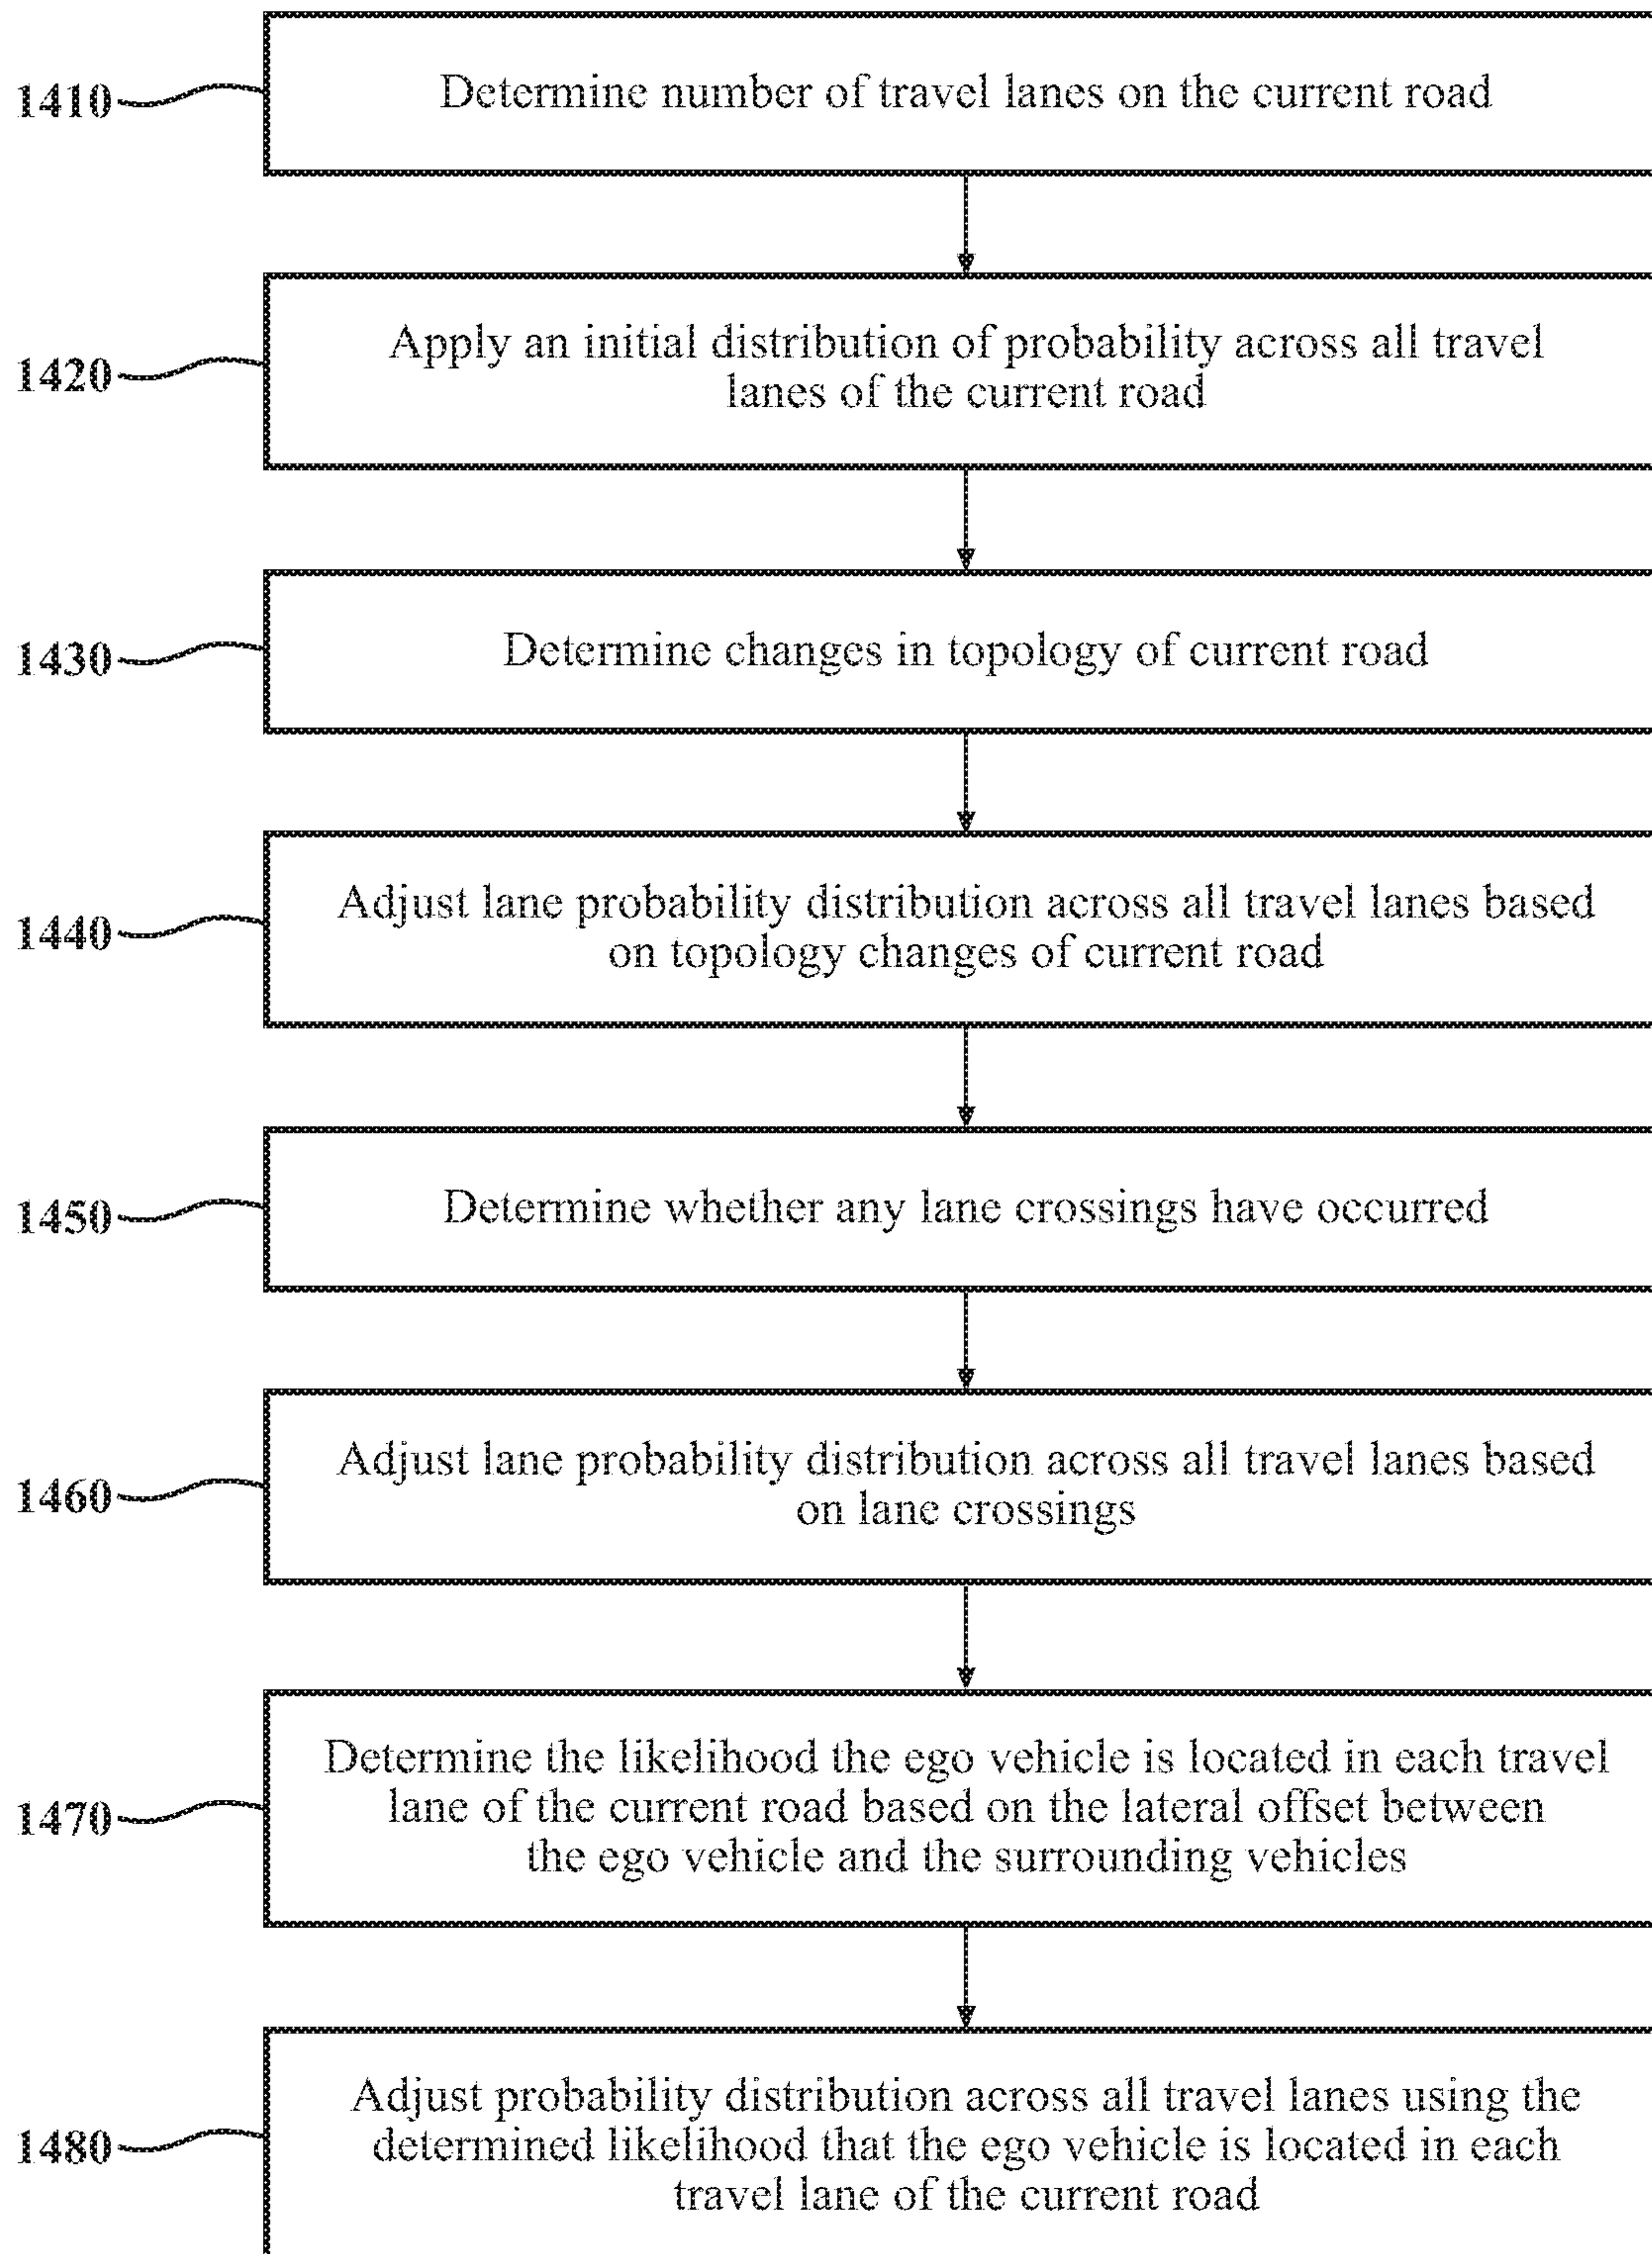 1410
Determine number of travel lanes on the current road
1420
Apply an initial distribution of probability across all travel
lanes of the current road
1430
Determine changes in topology of current road
1440
Adjust lane probability distribution across all travel lanes based
on topology changes of current road
1450
Determine whether any lane crossings have occurred
1460
Adjust lane probability distribution across all travel lanes based
on lane crossings
1470
Determine the likelihood the ego vehicle is located in each travel
lane of the current road based on the lateral offset between
the ego vehicle and the surrounding vehicles
1480
Adjust probability distribution across all travel lanes using the
determined likelihood that the ego vehicle is located in each
travel lane of the current road